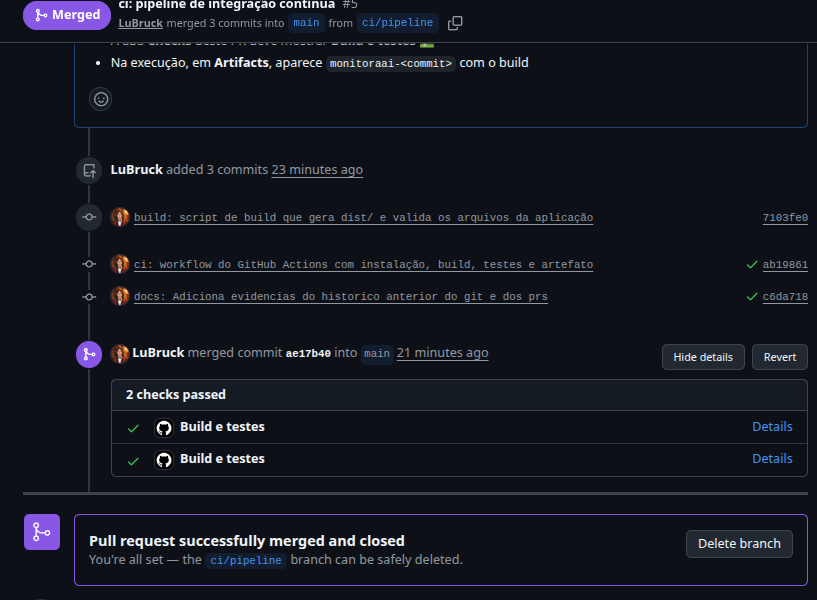 Merged
ci: pipeline de integração contínua #5
LuBruck merged 3 commits into main from ci/pipeline
Na execução, em Artifacts, aparece monitoraai-<commit> com o build
LuBruck added 3 commits 23 minutes ago
build: script de build que gera dist/ e valida os arquivos da aplicação 7103fe0
ci: workflow do GitHub Actions com instalação, build, testes e artefato ab19861
docs: Adiciona evidencias do historico anterior do git e dos prs c6da718
LuBruck merged commit ae17b40 into main 21 minutes ago
Hide details Revert
2 checks passed
Build e testes Details
Build e testes Details
Pull request successfully merged and closed
You're all set — the ci/pipeline branch can be safely deleted.
Delete branch